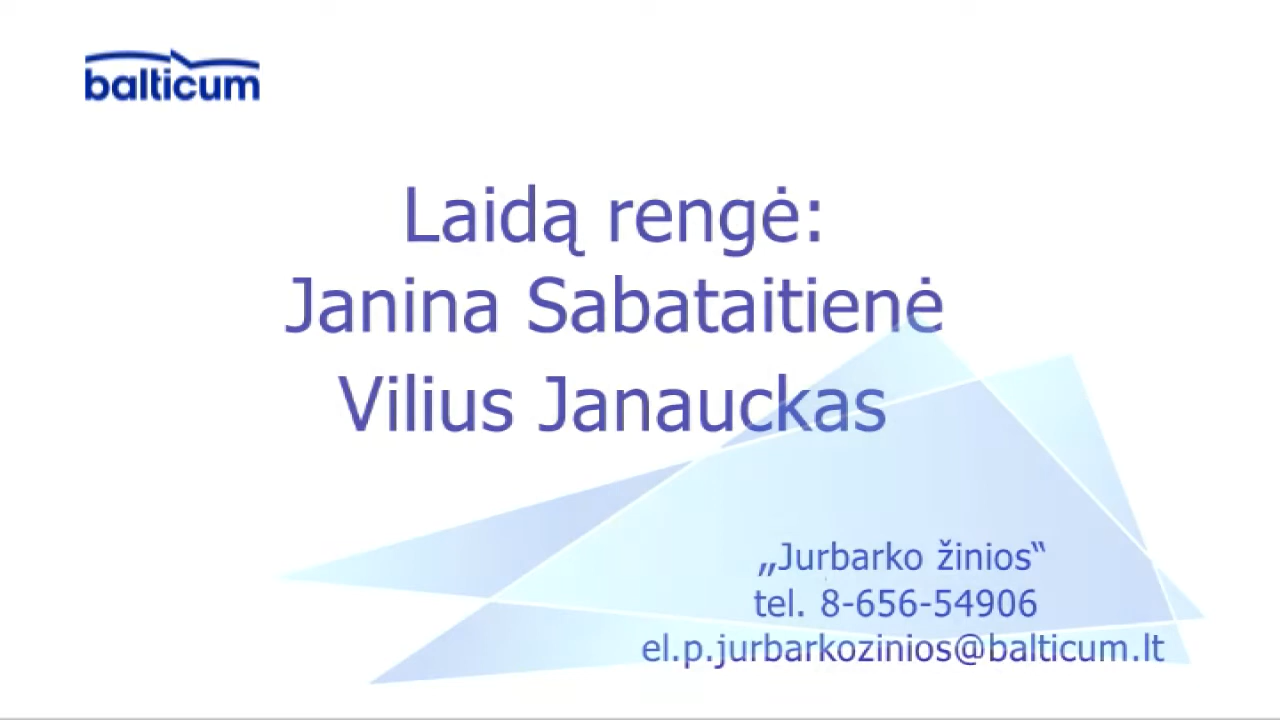 balticum
Laidą rengė:
Janina Sabataitienė
Vilius Janauckas
„Jurbarko žinios“
tel. 8-656-54906
el.p.jurbarkozinios@balticum.lt